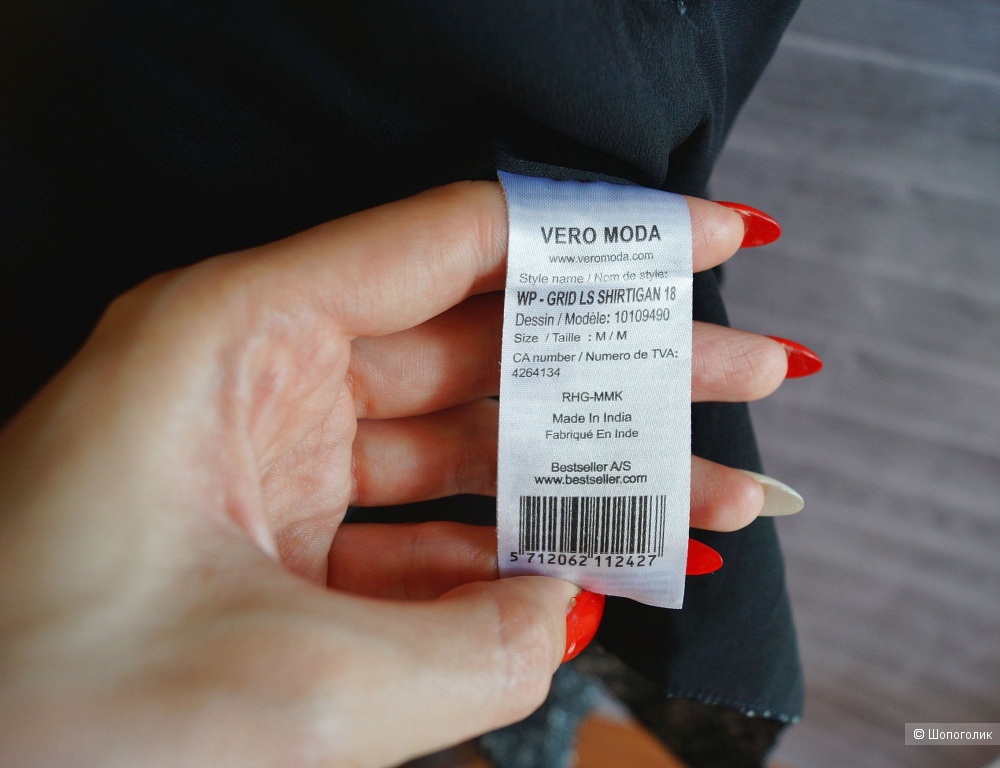 VERO MODA
www.veromoda.com
Style name / Nom de style:
WP - GRID LS SHIRTIGAN 18
Dessin / Modèle: 10109490
Size / Taille : M / M
CA number / Numero de TVA:
4264134
RHG-MMK
Made In India
Fabriqué En Inde
Bestseller A/S
www.bestseller.com
5 712062 112427
© Шопоголик